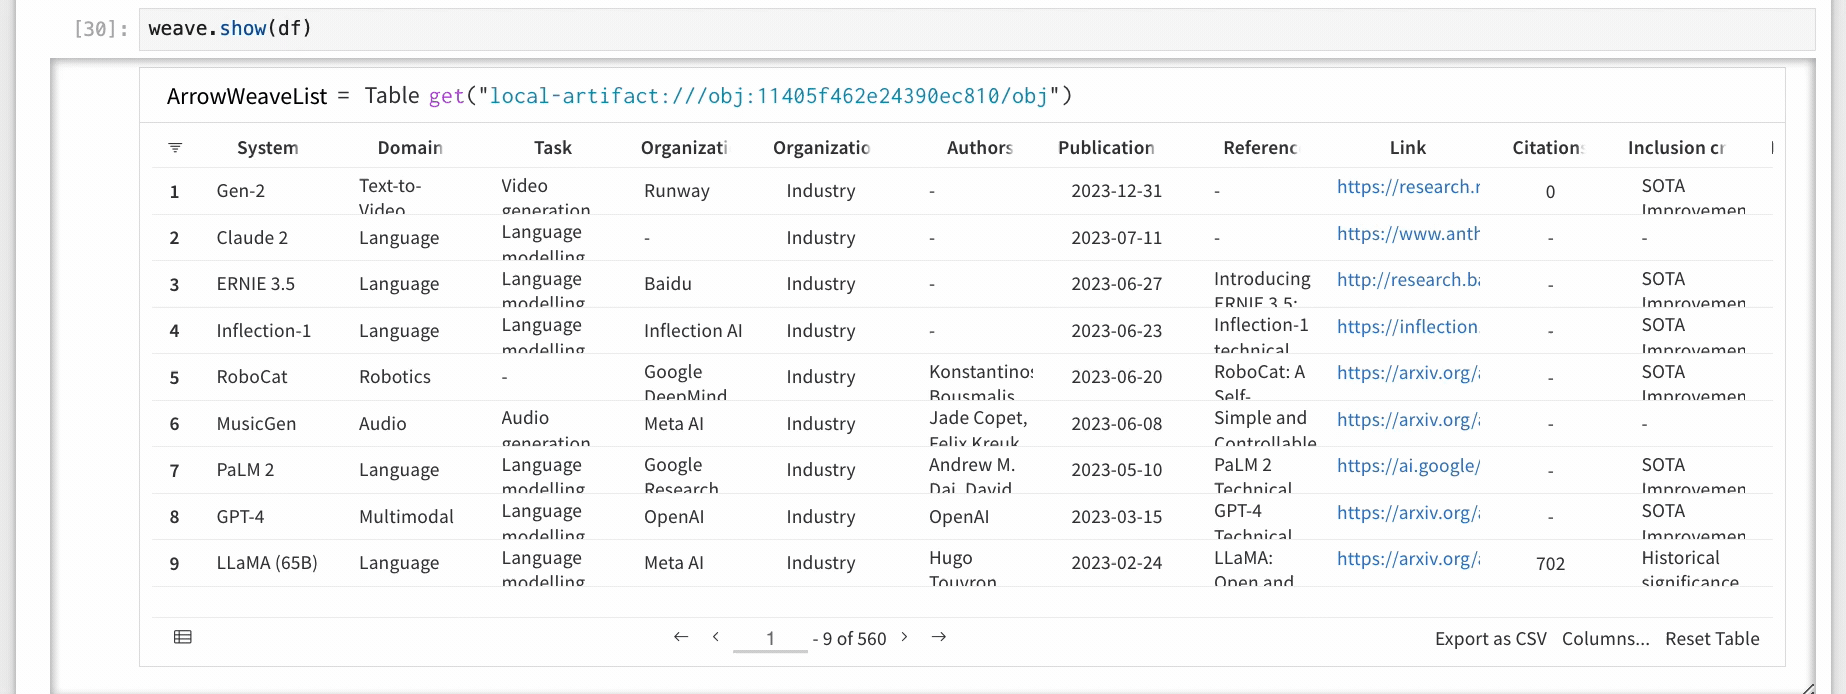 [30]: weave.show(df)
ArrowWeaveList = Table get("local-artifact:///obj:11405f462e24390ec810/obj")
System Domain Task Organizati Organizatio Authors Publication Referenc Link Citation Inclusion cr
1 Gen-2 Text-to- Video Runway Industry - 2023-12-31 - https://research.r 0 SOTA
Video generation Improvemen
2 Claude 2 Language Language - Industry - 2023-07-11 - https://www.anth - -
modelling
3 ERNIE 3.5 Language Language Baidu Industry - 2023-06-27 Introducing http://research.ba - SOTA
modelling ERNIE 3.5: Improvemen
4 Inflection-1 Language Language Inflection AI Industry - 2023-06-23 Inflection-1 https://inflection. - SOTA
modelling technical Improvemen
5 RoboCat Robotics - Google Industry Konstantinos 2023-06-20 RoboCat: A https://arxiv.org/a - SOTA
DeepMind Bousmalis Self- Improvemen
6 MusicGen Audio Audio Meta AI Industry Jade Copet, 2023-06-08 Simple and https://arxiv.org/a - -
generation Felix Kreuk Controllable
7 PaLM 2 Language Language Google Industry Andrew M. 2023-05-10 PaLM 2 https://ai.google/ - SOTA
modelling Research Dai, David Technical Improvemen
8 GPT-4 Multimodal Language OpenAI Industry OpenAI 2023-03-15 GPT-4 https://arxiv.org/a - SOTA
modelling Technical Improvemen
9 LLaMA (65B) Language Language Meta AI Industry Hugo 2023-02-24 LLaMA: https://arxiv.org/a 702 Historical
modelling Touvron Open and significance
1 - 9 of 560 Export as CSV Columns... Reset Table